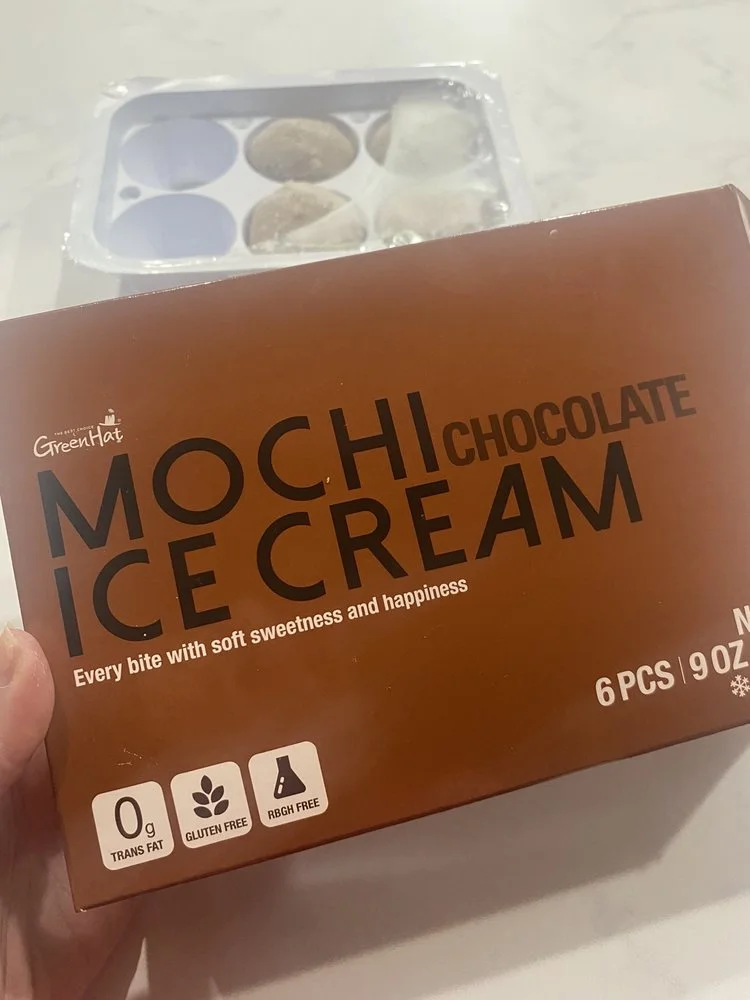 THE BEST CHOICE
GreenHat
MOCHI CHOCOLATE
ICE CREAM
Every bite with soft sweetness and happiness
N
6 PCS | 9 OZ
0g
TRANS FAT
GLUTEN FREE
RBGH FREE